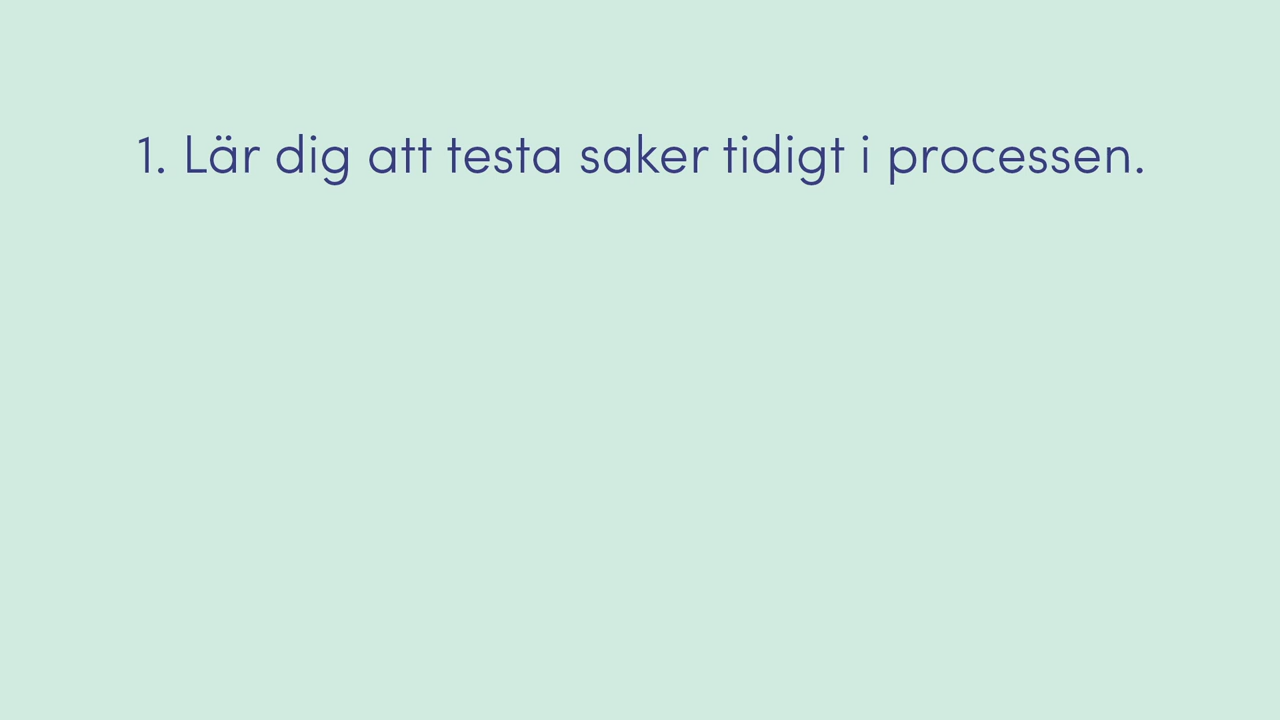 1. Lär dig att testa saker tidigt i processen.